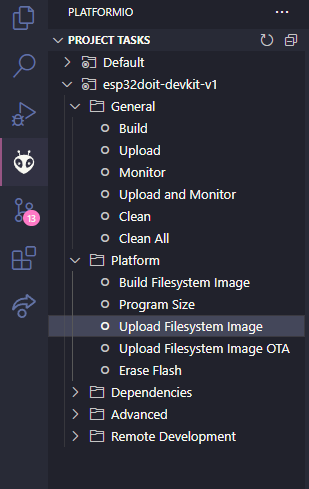 PLATFORMIO
PROJECT TASKS
Default
esp32doit-devkit-v1
General
Build
Upload
Monitor
Upload and Monitor
Clean
Clean All
13
Platform
Build Filesystem Image
Program Size
Upload Filesystem Image
Upload Filesystem Image OTA
Erase Flash
Dependencies
Advanced
Remote Development